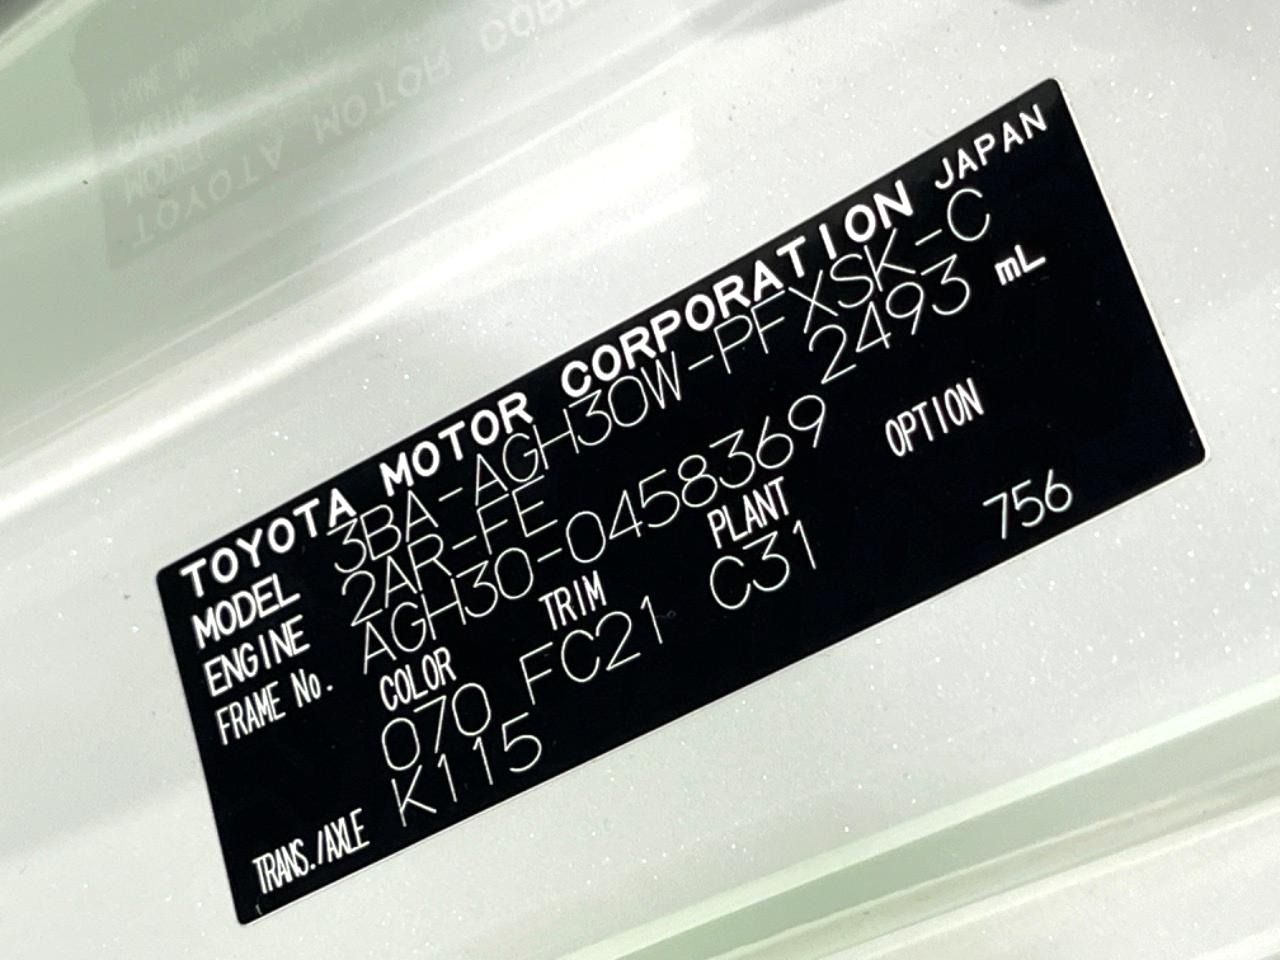 TOYOTA MOTOR CORPORATION JAPAN
MODEL 3BA-AGH30W-PFXSK-C
ENGINE 2AR-FE 2493 mL
FRAME No. AGH30-0458369
COLOR TRIM PLANT OPTION
070 FC21 C31 756
TRANS./AXLE K115